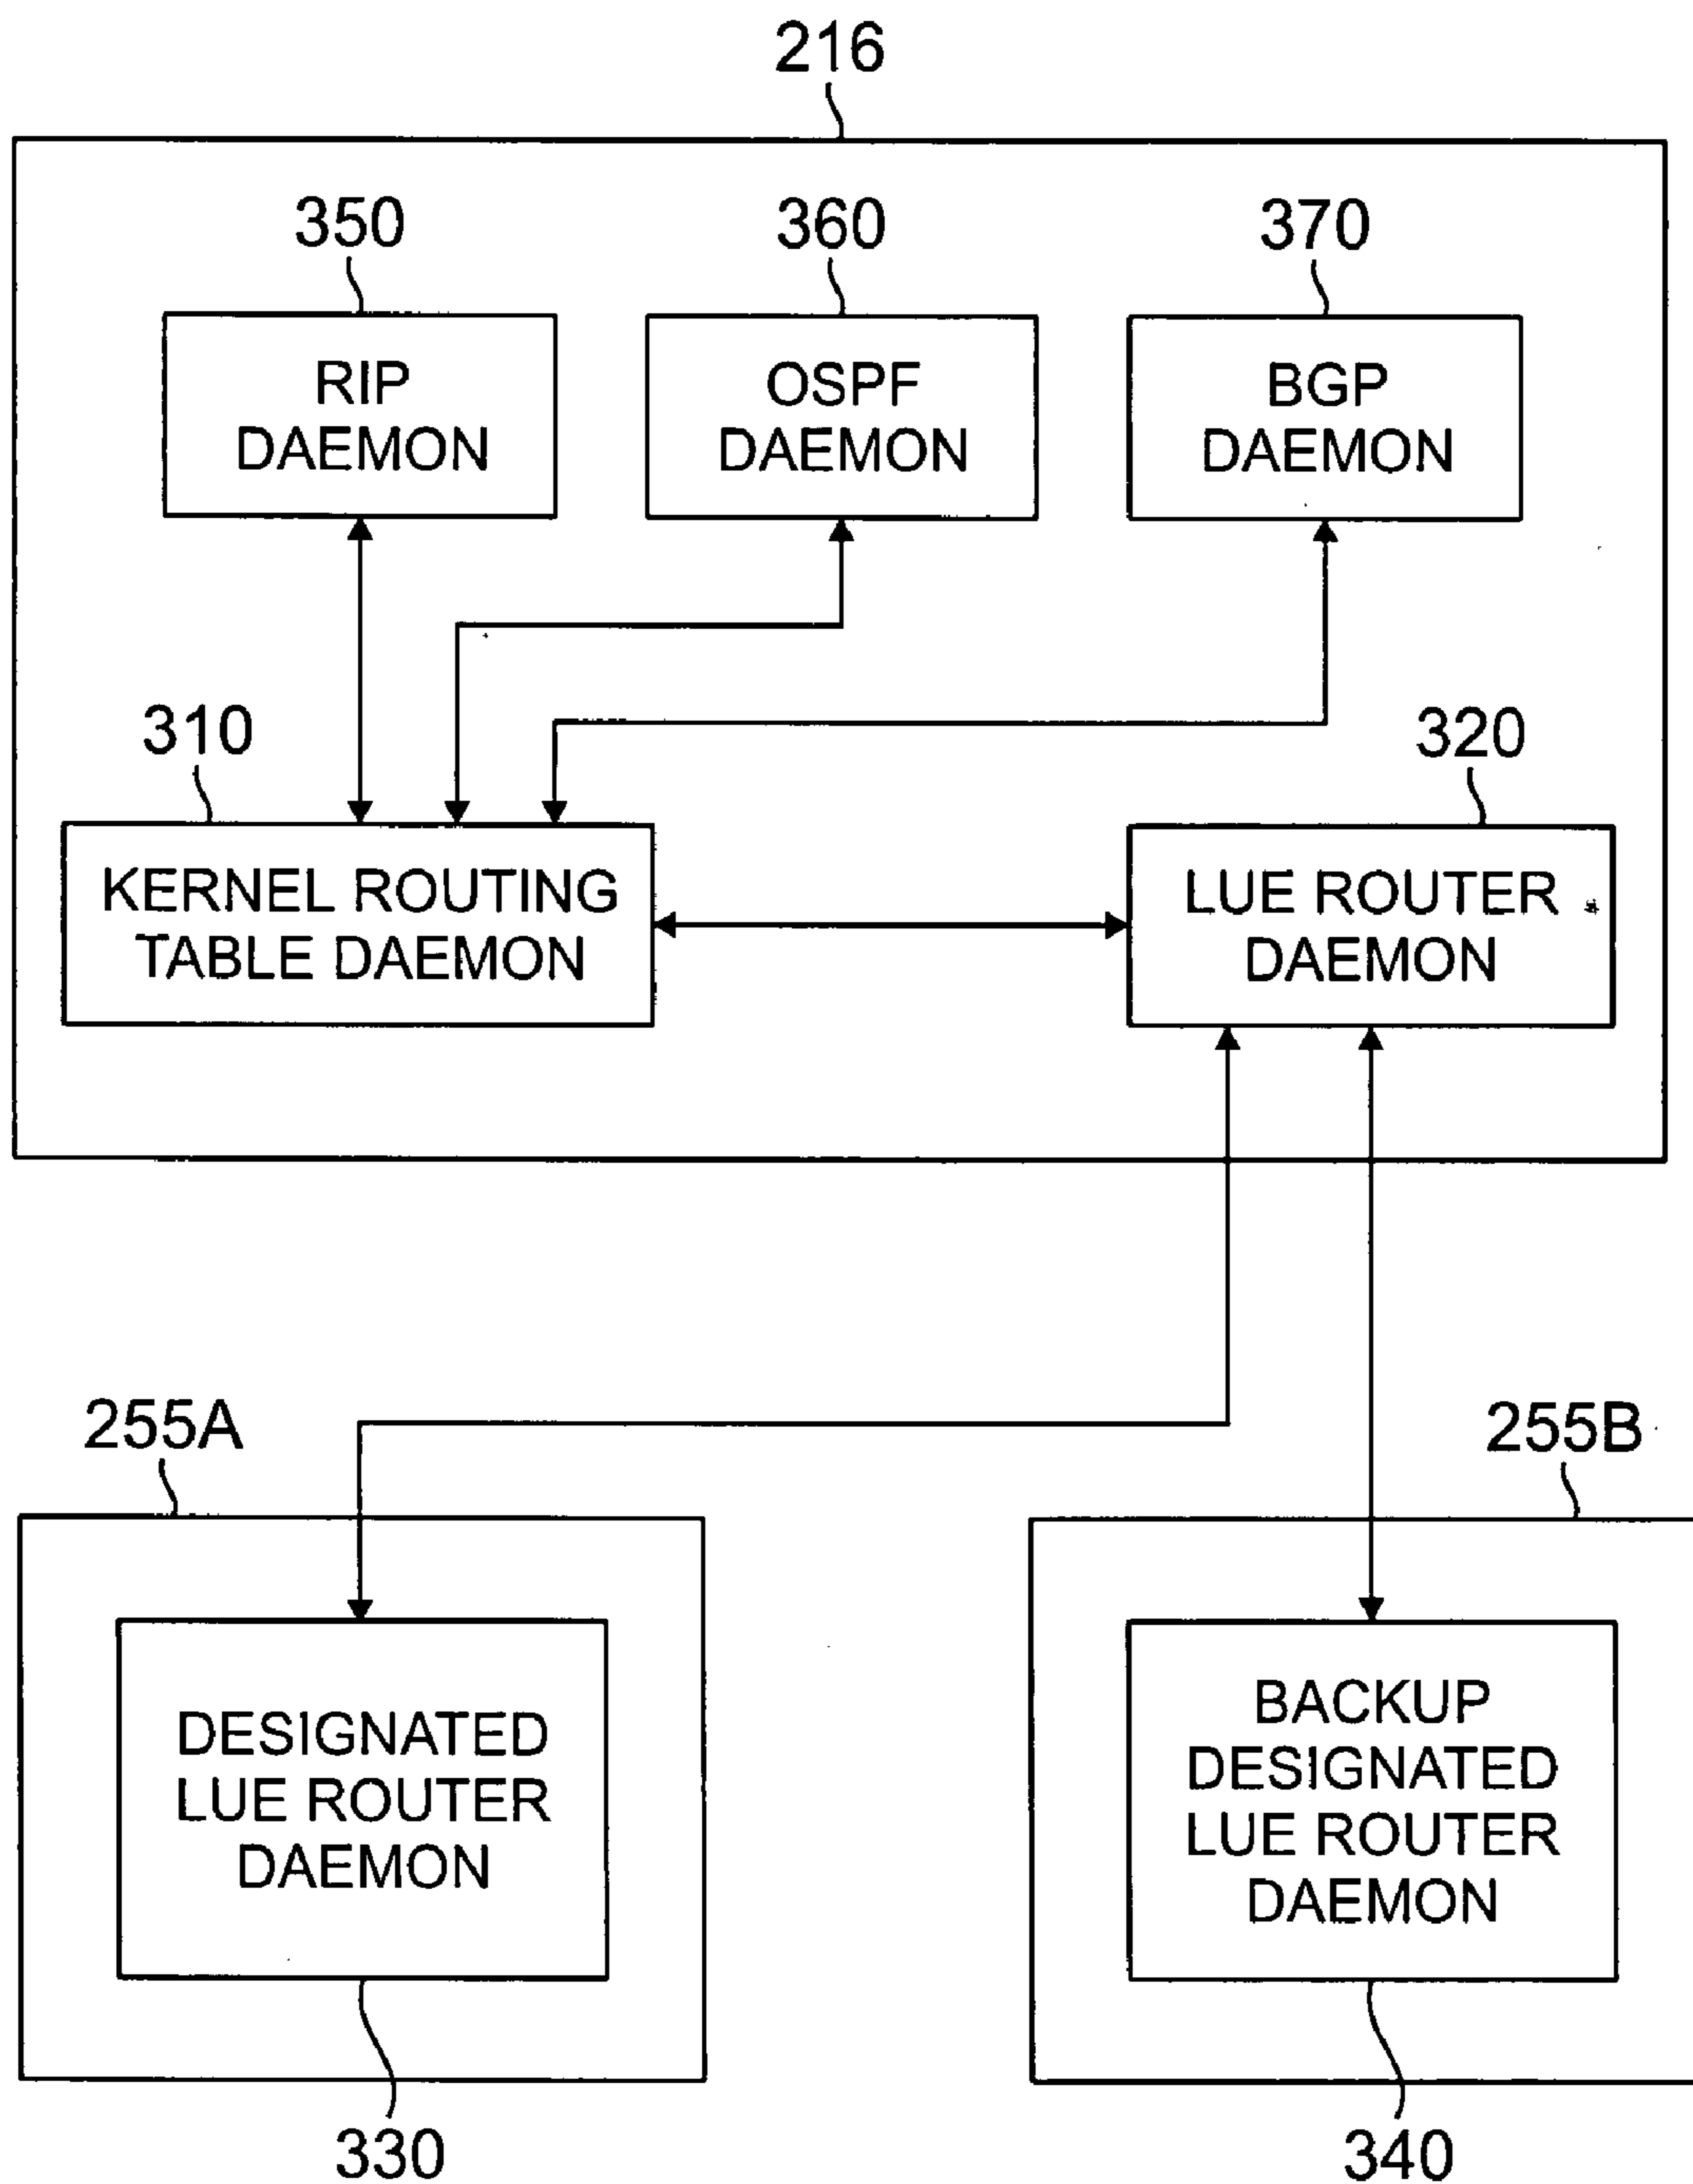 216
350
360
370
RIP
DAEMON
OSPF
DAEMON
BGP
DAEMON
310
320
KERNEL ROUTING
TABLE DAEMON
LUE ROUTER
DAEMON
255A
255B
DESIGNATED
LUE ROUTER
DAEMON
BACKUP
DESIGNATED
LUE ROUTER
DAEMON
330
340